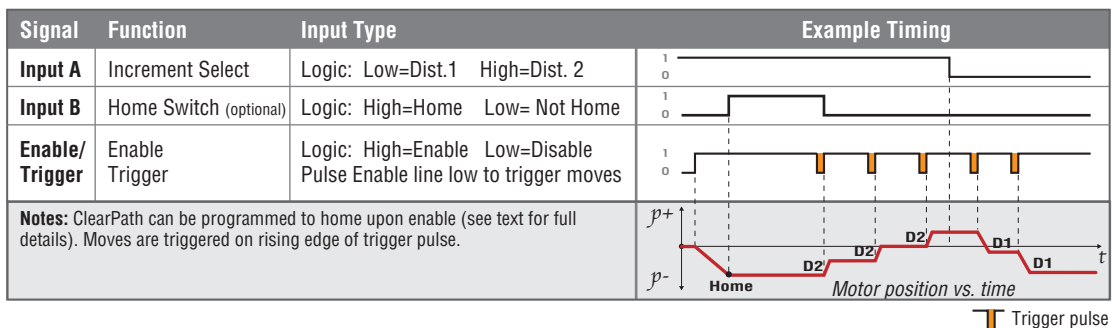 Signal Function Input Type Example Timing
Input A Increment Select Logic: Low=Dist.1 High=Dist. 2
1
0
Input B Home Switch (optional) Logic: High=Home Low= Not Home
1
0
Enable/ Enable Logic: High=Enable Low=Disable
Trigger Trigger Pulse Enable line low to trigger moves
1
0
Notes: ClearPath can be programmed to home upon enable (see text for full
details). Moves are triggered on rising edge of trigger pulse.
p+
p-
Home
D2
D2
D2
D1
D1
t
Motor position vs. time
Trigger pulse